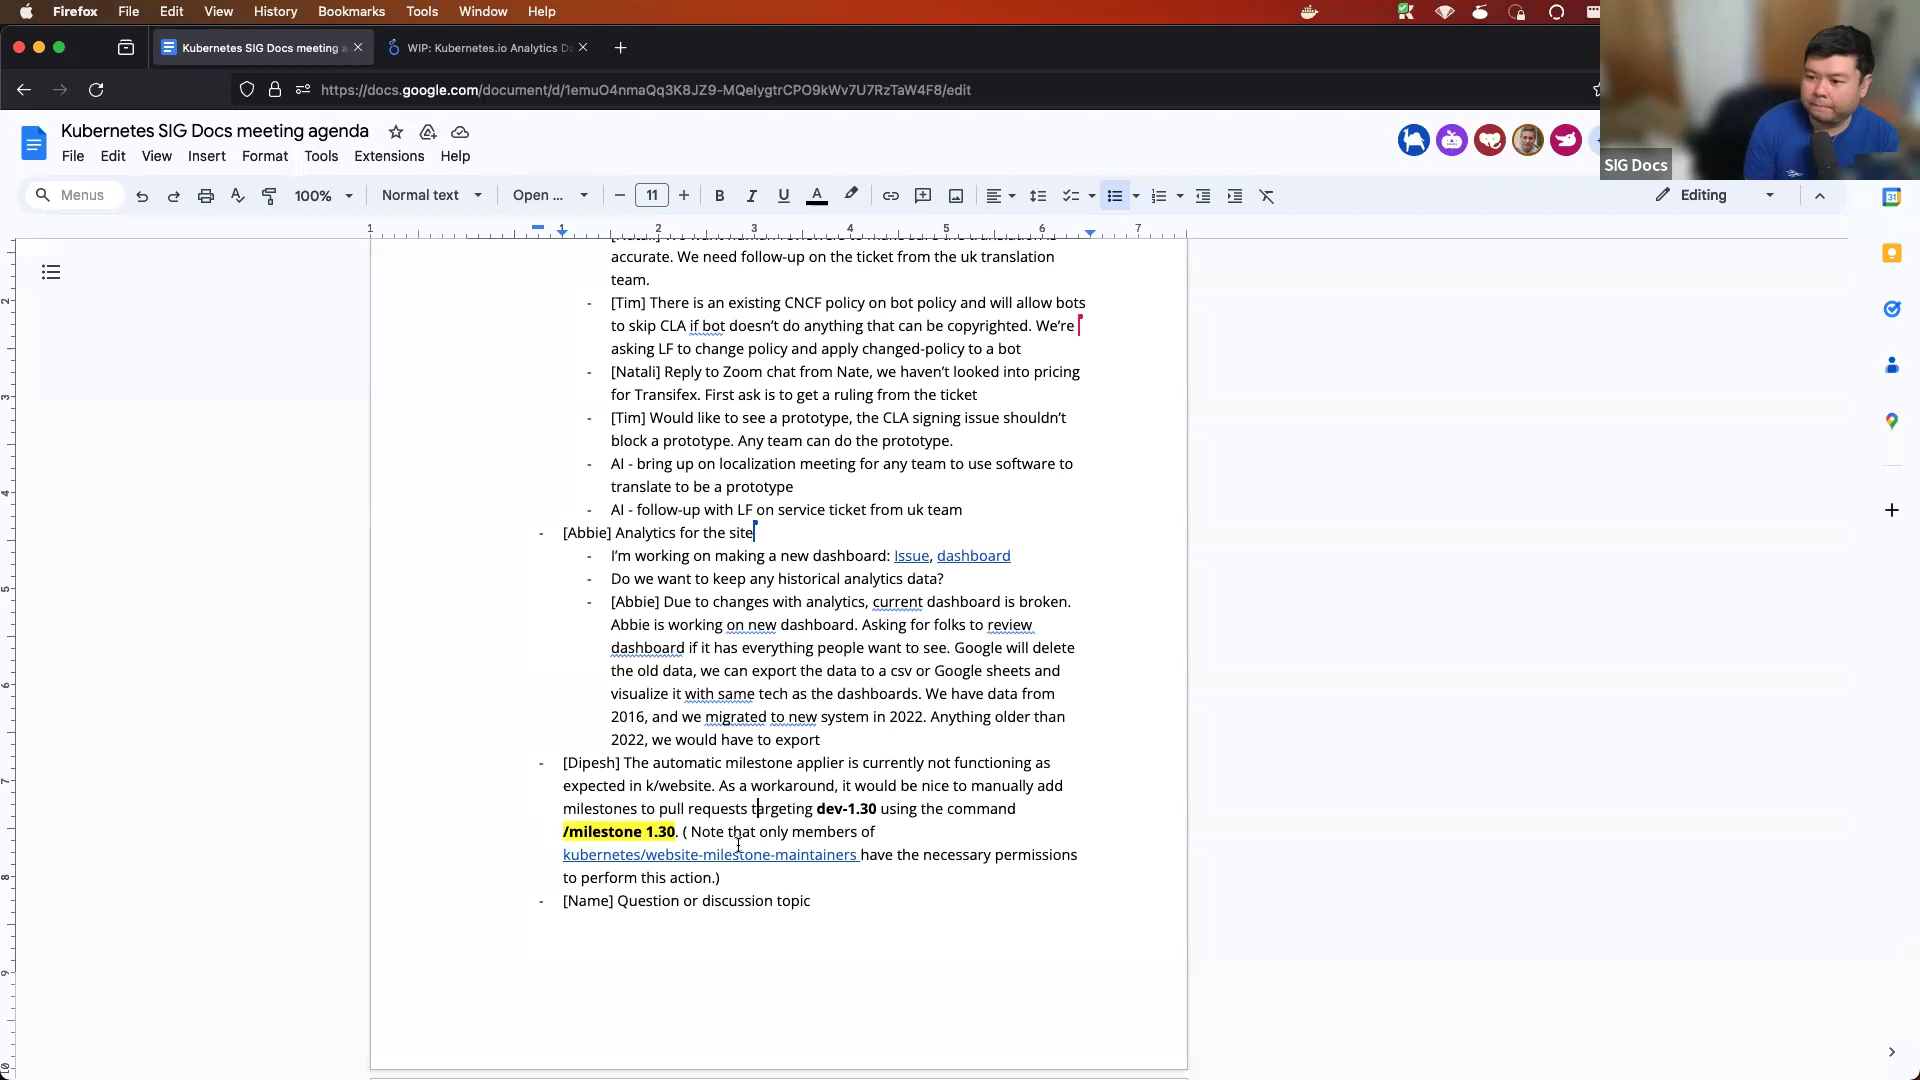 Firefox File Edit View History Bookmarks Tools Window Help
Kubernetes SIG Docs meeting a
WIP: Kubernetes.io Analytics Da
https://docs.google.com/document/d/1emuO4nmaQq3K8JZ9-MQelygtrCPO9kWv7U7RzTaW4F8/edit
Kubernetes SIG Docs meeting agenda
File Edit View Insert Format Tools Extensions Help
SIG Docs
Menus 100% Normal text Open ... 11 Editing
1 1 2 3 4 5 6 7
accurate. We need follow-up on the ticket from the uk translation
team.
- [Tim] There is an existing CNCF policy on bot policy and will allow bots
to skip CLA if bot doesn’t do anything that can be copyrighted. We’re
asking LF to change policy and apply changed-policy to a bot
- [Natali] Reply to Zoom chat from Nate, we haven’t looked into pricing
for Transifex. First ask is to get a ruling from the ticket
- [Tim] Would like to see a prototype, the CLA signing issue shouldn’t
block a prototype. Any team can do the prototype.
- AI - bring up on localization meeting for any team to use software to
translate to be a prototype
- AI - follow-up with LF on service ticket from uk team
- [Abbie] Analytics for the site
- I’m working on making a new dashboard: Issue, dashboard
- Do we want to keep any historical analytics data?
- [Abbie] Due to changes with analytics, current dashboard is broken.
Abbie is working on new dashboard. Asking for folks to review
dashboard if it has everything people want to see. Google will delete
the old data, we can export the data to a csv or Google sheets and
visualize it with same tech as the dashboards. We have data from
2016, and we migrated to new system in 2022. Anything older than
2022, we would have to export
- [Dipesh] The automatic milestone applier is currently not functioning as
expected in k/website. As a workaround, it would be nice to manually add
milestones to pull requests targeting dev-1.30 using the command
/milestone 1.30. ( Note that only members of
kubernetes/website-milestone-maintainers have the necessary permissions
to perform this action.)
- [Name] Question or discussion topic